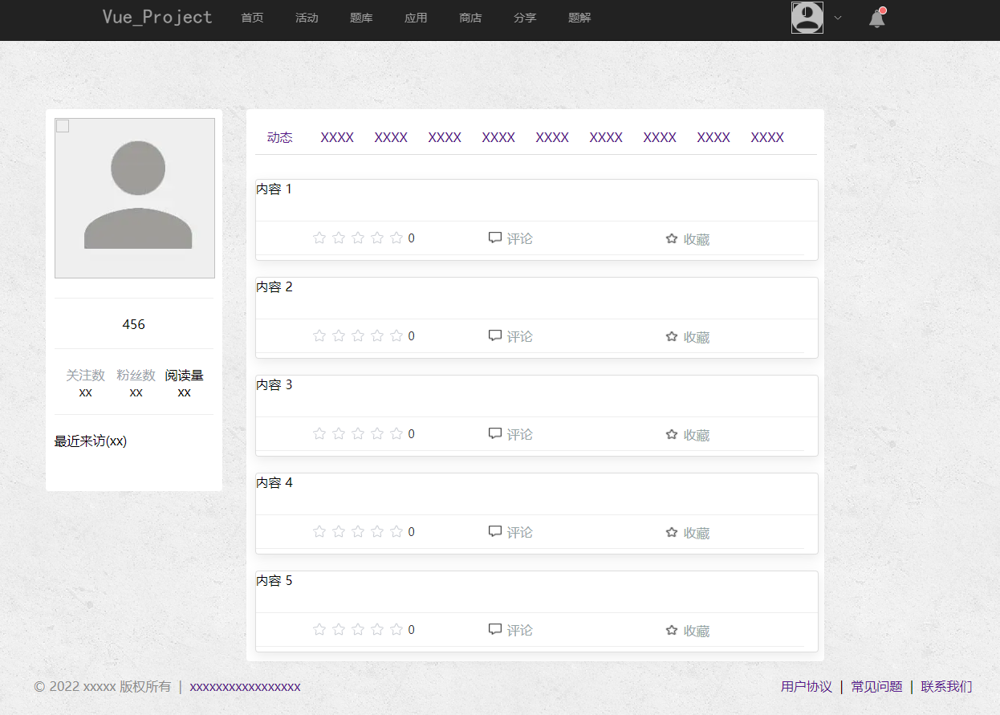 Vue_Project 首页 活动 题库 应用 商店 分享 题解
动态 XXXX XXXX XXXX XXXX XXXX XXXX XXXX XXXX XXXX
456
关注数 粉丝数 阅读量
xx xx xx
最近来访(xx)
内容 1
0 评论 收藏
内容 2
0 评论 收藏
内容 3
0 评论 收藏
内容 4
0 评论 收藏
内容 5
0 评论 收藏
© 2022 xxxxx 版权所有 | xxxxxxxxxxxxxxxxx 用户协议 | 常见问题 | 联系我们